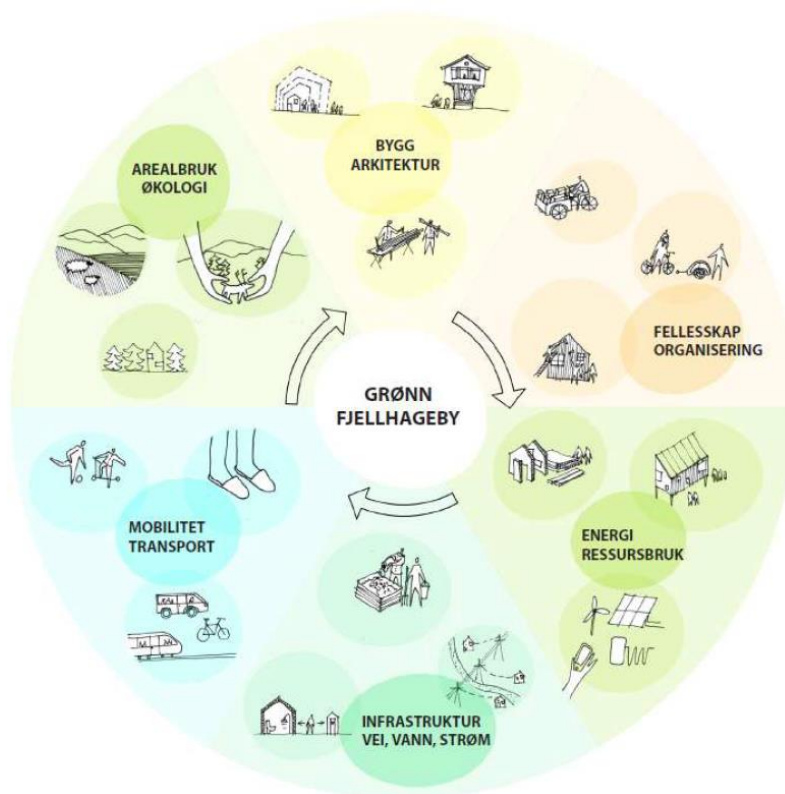 BYGG
ARKITEKTUR
AREALBRUK
ØKOLOGI
FELLESSKAP
ORGANISERING
GRØNN
FJELLHAGEBY
MOBILITET
TRANSPORT
ENERGI
RESSURSBRUK
INFRASTRUKTUR
VEI, VANN, STRØM